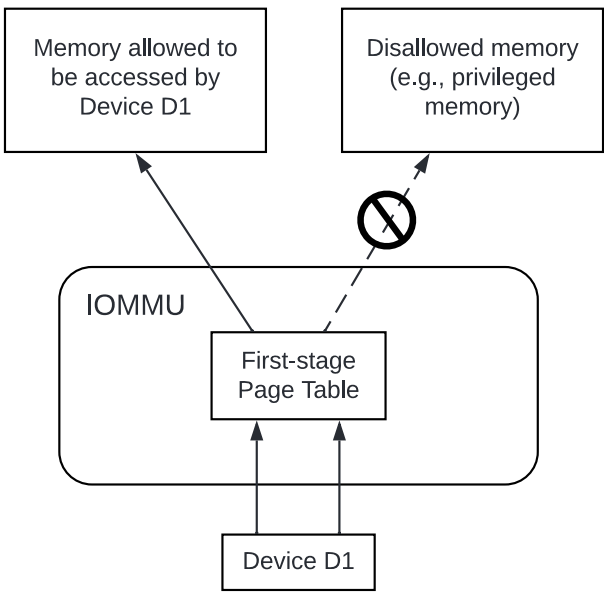 Memory allowed to
be accessed by
Device D1
Disallowed memory
(e.g., privileged
memory)
IOMMU
First-stage
Page Table
Device D1